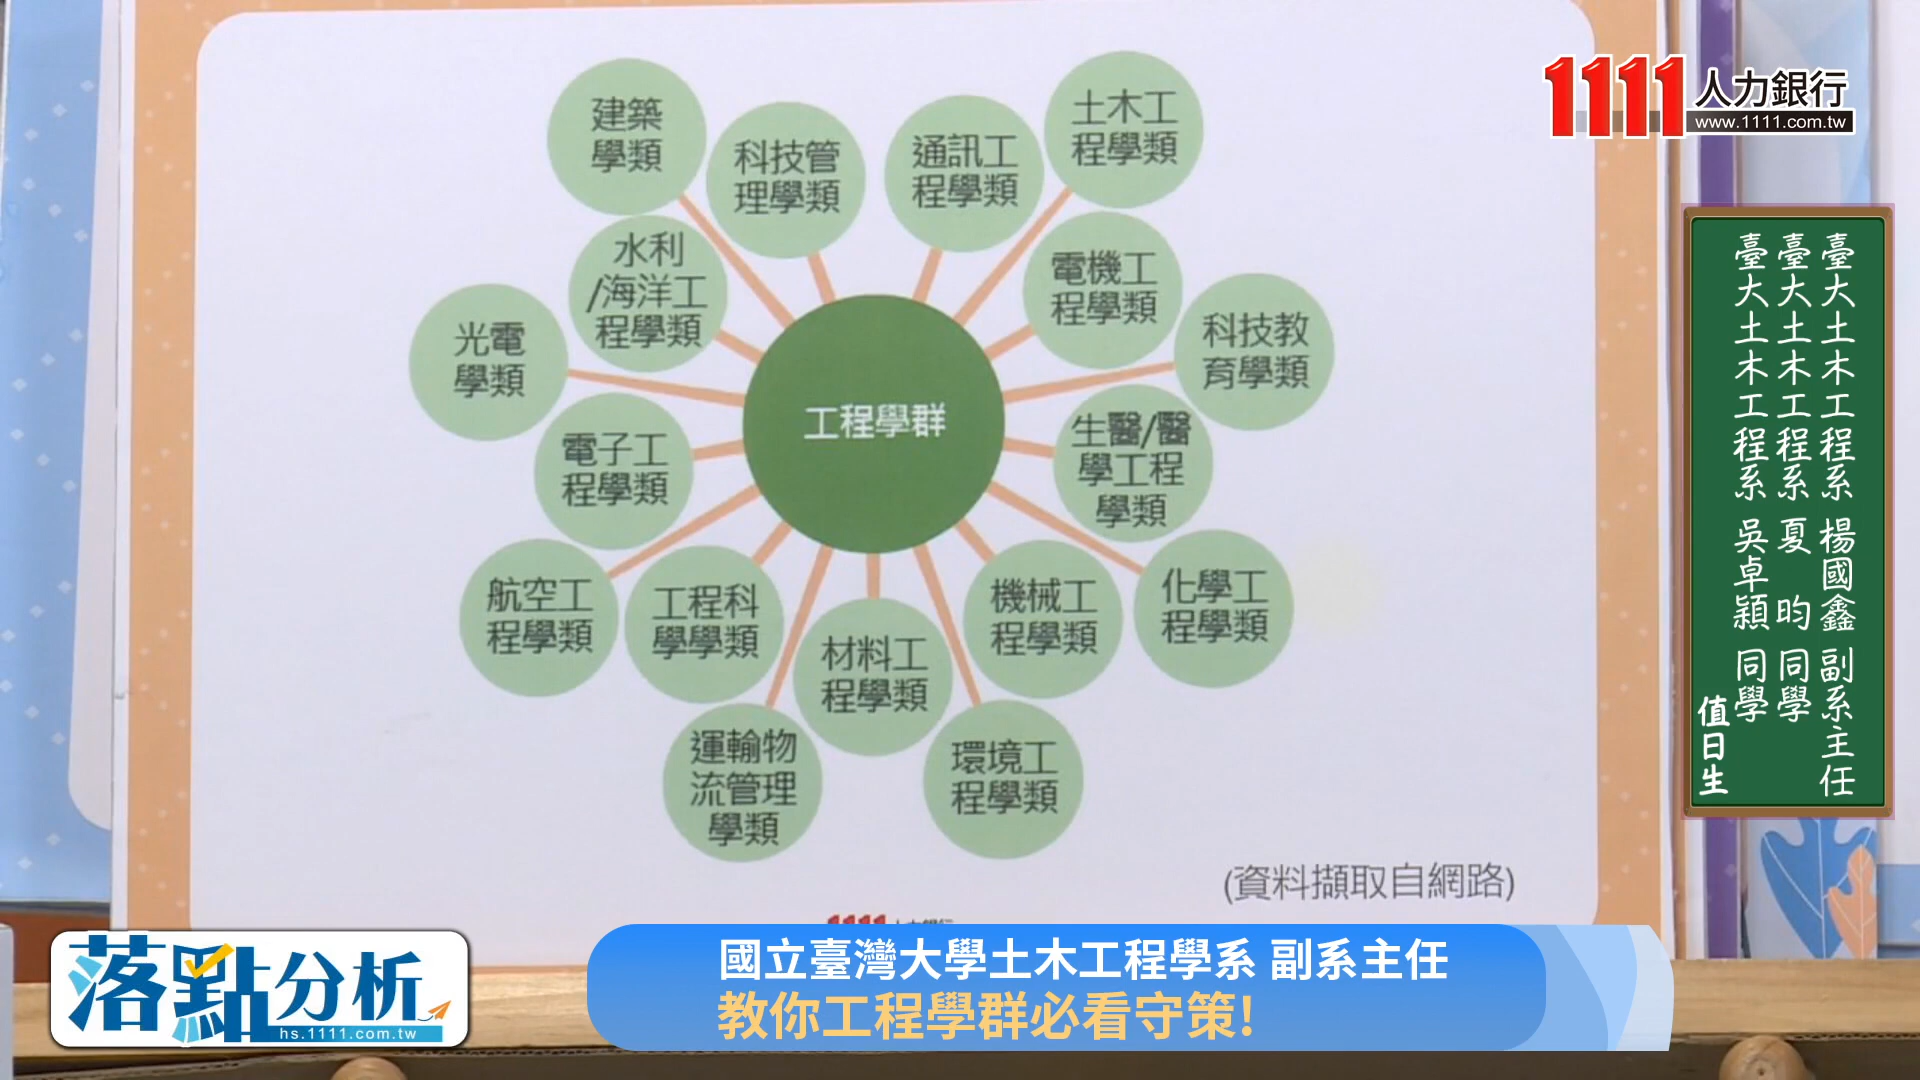 建築
學類
科技管
理學類
通訊工
程學類
土木工
程學類
水利
/海洋工
程學類
電機工
程學類
光電
學類
科技教
育學類
工程學群
電子工
程學類
生醫/醫
學工程
學類
航空工
程學類
工程科
學學類
材料工
程學類
機械工
程學類
化學工
程學類
運輸物
流管理
學類
環境工
程學類
(資料擷取自網路)
1111 人力銀行
www.1111.com.tw
臺大土木工程系 楊國鑫 副系主任
臺大土木工程系 夏昀 同學
臺大土木工程系 吳卓穎 同學
值日生
1111 人力銀行
落點分析
hs.1111.com.tw
國立臺灣大學土木工程學系 副系主任
教你工程學群必看守策!